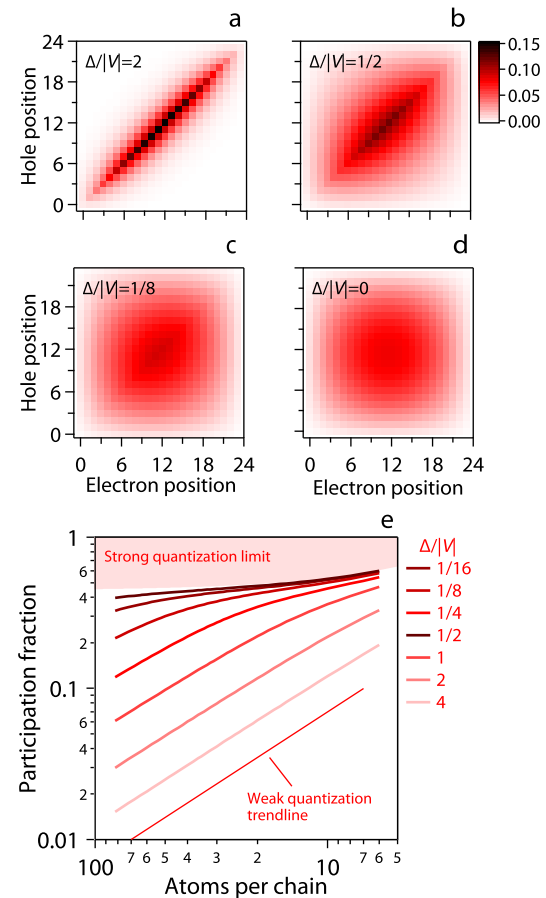 a
b
Δ/|V|=2
Δ/|V|=1/2
24
18
12
6
0
Hole position
0.15
0.10
0.05
0.00
c
d
Δ/|V|=1/8
Δ/|V|=0
18
12
6
0
Hole position
0 6 12 18 24
0 6 12 18 24
Electron position
Electron position
e
1
6
4
2
0.1
6
4
2
0.01
Participation fraction
Strong quantization limit
Δ/|V|
1/16
1/8
1/4
1/2
1
2
4
Weak quantization
trendline
100 7 6 5 4 3 2 10 7 6 5
Atoms per chain